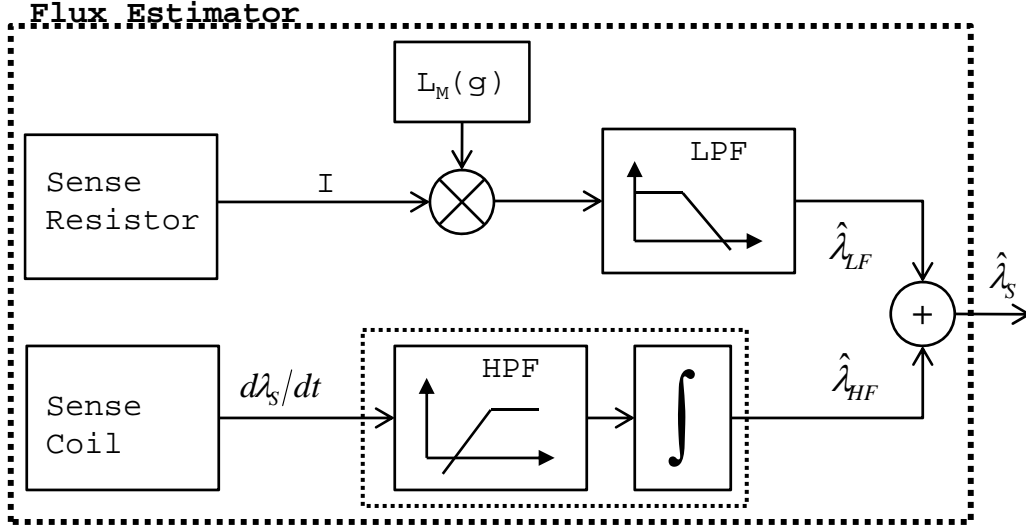 Flux Estimator
L_M(g)
Sense
Resistor
I
LPF
λ̂_LF
λ̂_S
+
Sense
Coil
dλ_S/dt
HPF
∫
λ̂_HF